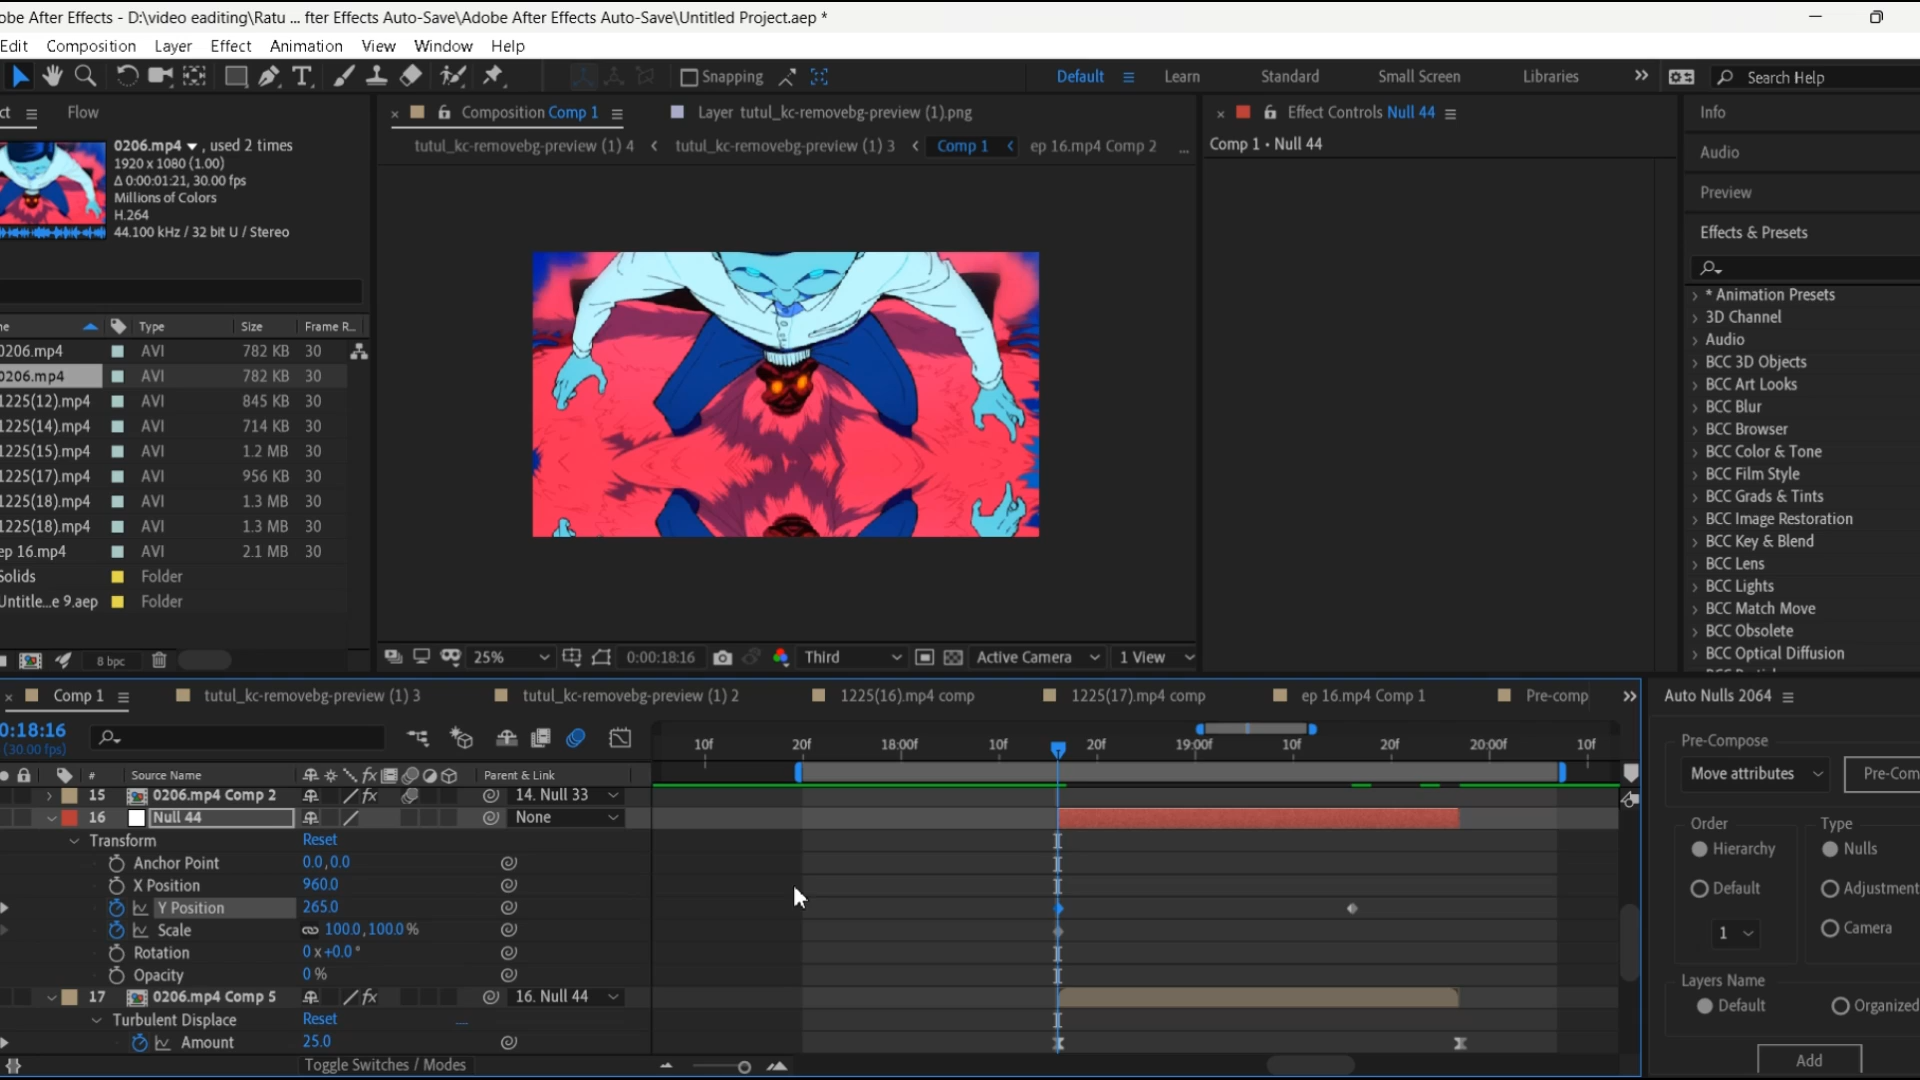 obe After Effects - D:\video eaditing\Ratu ... fter Effects Auto-Save\Adobe After Effects Auto-Save\Untitled Project.aep *
Edit Composition Layer Effect Animation View Window Help
Snapping Default Learn Standard Small Screen Libraries » Search Help
ct Flow
0206.mp4 , used 2 times
1920 x 1080 (1.00)
Δ 0:00:01:21, 30.00 fps
Millions of Colors
H.264
44.100 kHz / 32 bit U / Stereo
ne Type Size Frame R...
0206.mp4 AVI 782 KB 30
0206.mp4 AVI 782 KB 30
1225(12).mp4 AVI 845 KB 30
1225(14).mp4 AVI 714 KB 30
1225(15).mp4 AVI 1.2 MB 30
1225(17).mp4 AVI 956 KB 30
1225(18).mp4 AVI 1.3 MB 30
1225(18).mp4 AVI 1.3 MB 30
ep 16.mp4 AVI 2.1 MB 30
Solids Folder
Untitle...e 9.aep Folder
8 bpc
× Composition Comp 1 Layer tutul_kc-removebg-preview (1).png
tutul_kc-removebg-preview (1) 4 < tutul_kc-removebg-preview (1) 3 < Comp 1 < ep 16.mp4 Comp 2 ...
25% 0:00:18:16 Third Active Camera 1 View
× Effect Controls Null 44
Comp 1 • Null 44
Info
Audio
Preview
Effects & Presets
* Animation Presets
3D Channel
Audio
BCC 3D Objects
BCC Art Looks
BCC Blur
BCC Browser
BCC Color & Tone
BCC Film Style
BCC Grads & Tints
BCC Image Restoration
BCC Key & Blend
BCC Lens
BCC Lights
BCC Match Move
BCC Obsolete
BCC Optical Diffusion
× Comp 1 tutul_kc-removebg-preview (1) 3 tutul_kc-removebg-preview (1) 2 1225(16).mp4 comp 1225(17).mp4 comp ep 16.mp4 Comp 1 Pre-comp »
0:18:16
(30.00 fps)
10f 20f 18:00f 10f 20f 19:00f 10f 20f 20:00f 10f
# Source Name fx Parent & Link
15 0206.mp4 Comp 2 fx 14. Null 33
16 Null 44 None
Transform Reset
Anchor Point 0.0,0.0
X Position 960.0
Y Position 265.0
Scale 100.0,100.0%
Rotation 0x+0.0°
Opacity 0%
17 0206.mp4 Comp 5 fx 16. Null 44
Turbulent Displace Reset
Amount 25.0
Toggle Switches / Modes
Auto Nulls 2064
Pre-Compose
Move attributes Pre-Com
Order Type
Hierarchy Nulls
Default Adjustment
1 Camera
Layers Name
Default Organized
Add